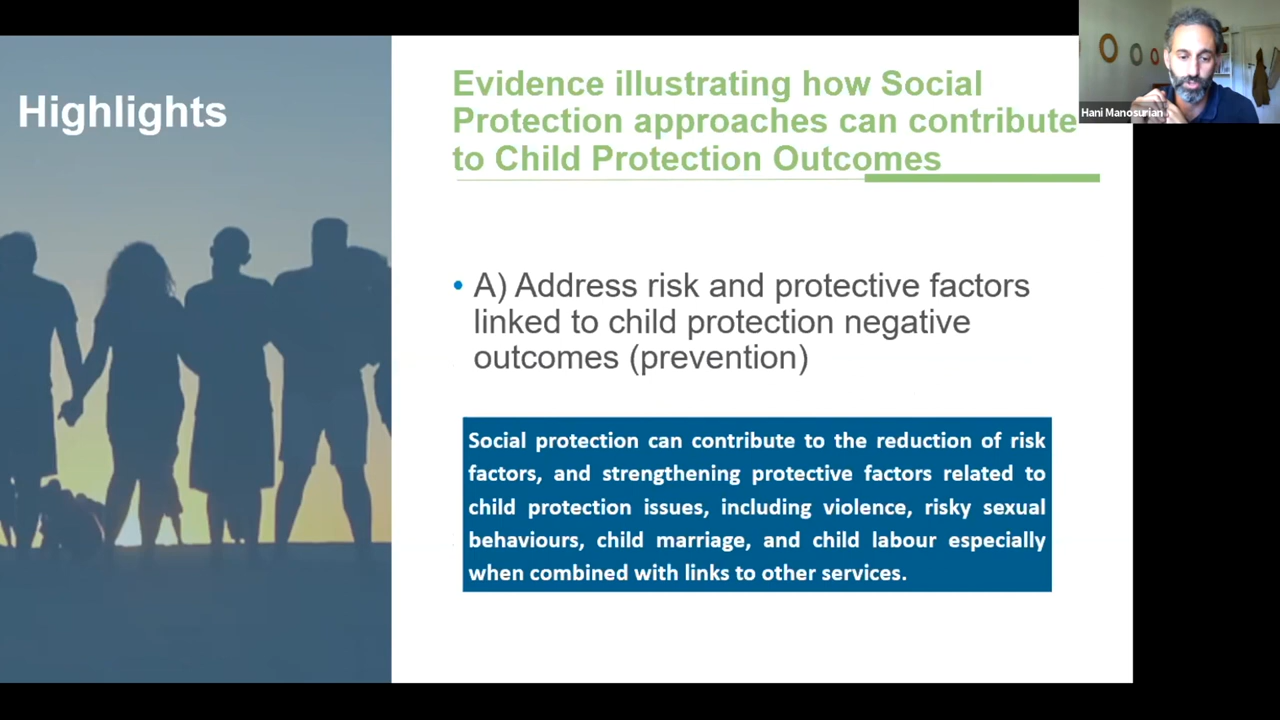 Highlights
Evidence illustrating how Social
Protection approaches can contribute
to Child Protection Outcomes
Hani Manosurian
• A) Address risk and protective factors
linked to child protection negative
outcomes (prevention)
Social protection can contribute to the reduction of risk
factors, and strengthening protective factors related to
child protection issues, including violence, risky sexual
behaviours, child marriage, and child labour especially
when combined with links to other services.